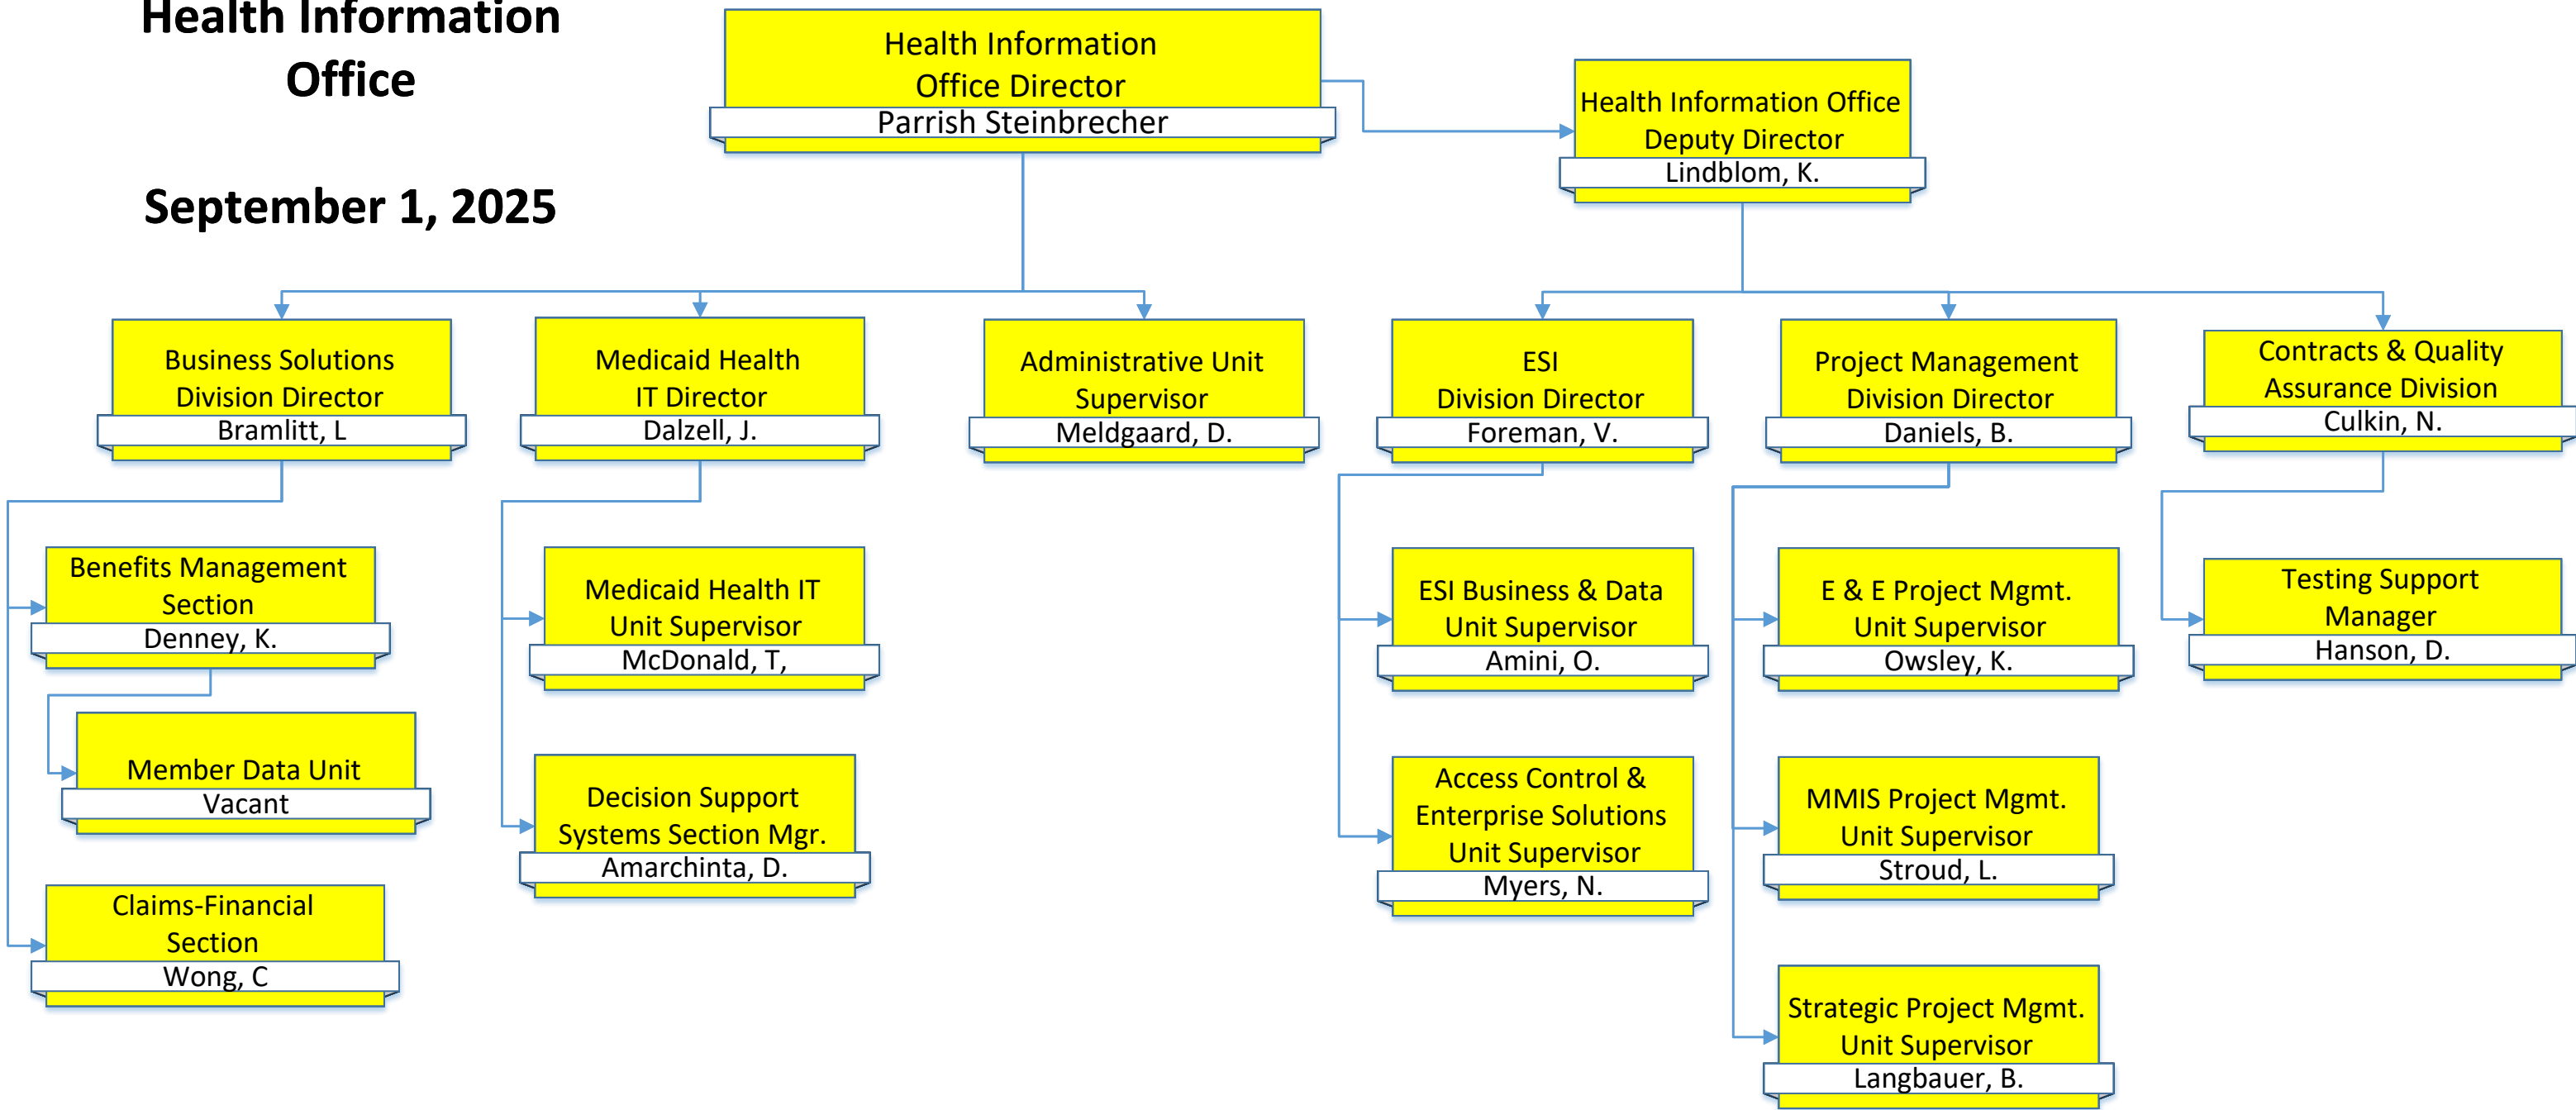 Health Information
Office
September 1, 2025
Health Information
Office Director
Parrish Steinbrecher
Health Information Office
Deputy Director
Lindblom, K.
Business Solutions
Division Director
Bramlitt, L
Medicaid Health
IT Director
Dalzell, J.
Administrative Unit
Supervisor
Meldgaard, D.
ESI
Division Director
Foreman, V.
Project Management
Division Director
Daniels, B.
Contracts & Quality
Assurance Division
Culkin, N.
Benefits Management
Section
Denney, K.
Member Data Unit
Vacant
Claims-Financial
Section
Wong, C
Medicaid Health IT
Unit Supervisor
McDonald, T,
Decision Support
Systems Section Mgr.
Amarchinta, D.
ESI Business & Data
Unit Supervisor
Amini, O.
Access Control &
Enterprise Solutions
Unit Supervisor
Myers, N.
E & E Project Mgmt.
Unit Supervisor
Owsley, K.
MMIS Project Mgmt.
Unit Supervisor
Stroud, L.
Strategic Project Mgmt.
Unit Supervisor
Langbauer, B.
Testing Support
Manager
Hanson, D.